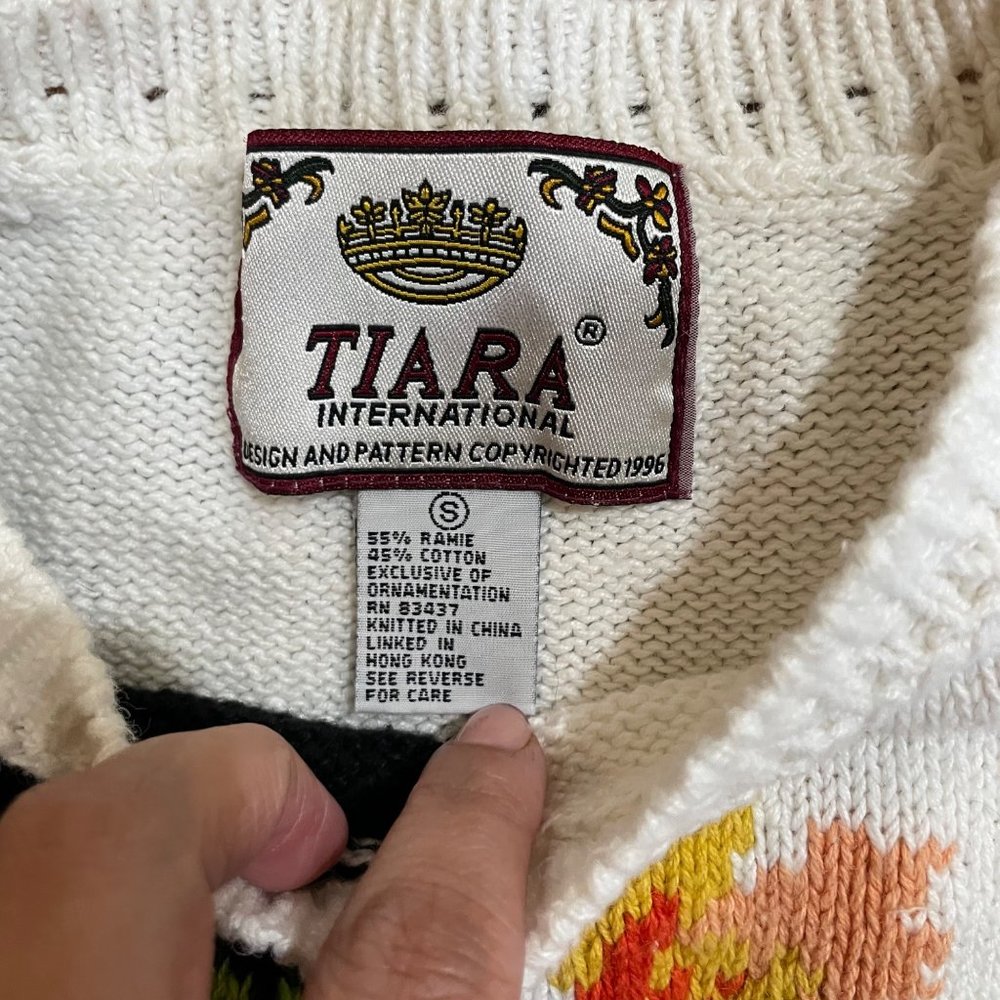 TIARA®
INTERNATIONAL
DESIGN AND PATTERN COPYRIGHTED 1996
S
55% RAMIE
45% COTTON
EXCLUSIVE OF
ORNAMENTATION
RN 83437
KNITTED IN CHINA
LINKED IN
HONG KONG
SEE REVERSE
FOR CARE